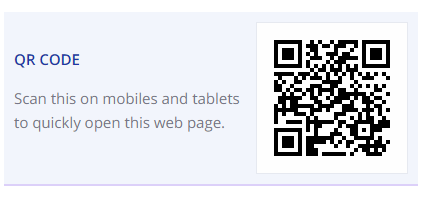 QR CODE
Scan this on mobiles and tablets
to quickly open this web page.